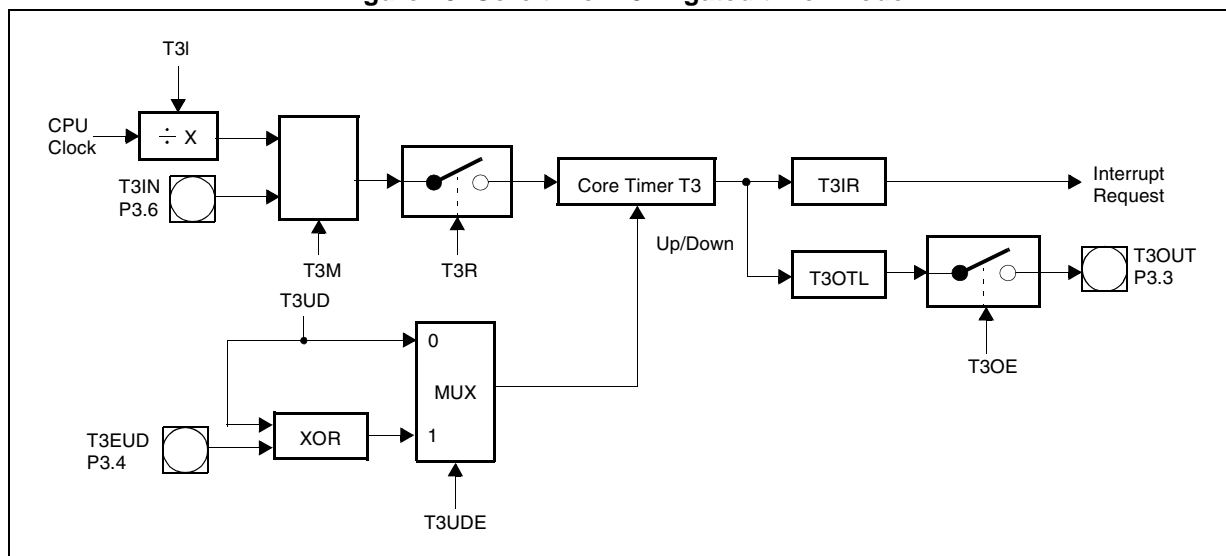 T3I
CPU
Clock
÷ X
T3IN
P3.6
T3M
T3R
Core Timer T3
Up/Down
T3IR
Interrupt
Request
T3OTL
T3OUT
P3.3
T3OE
T3UD
0
MUX
1
XOR
T3EUD
P3.4
T3UDE